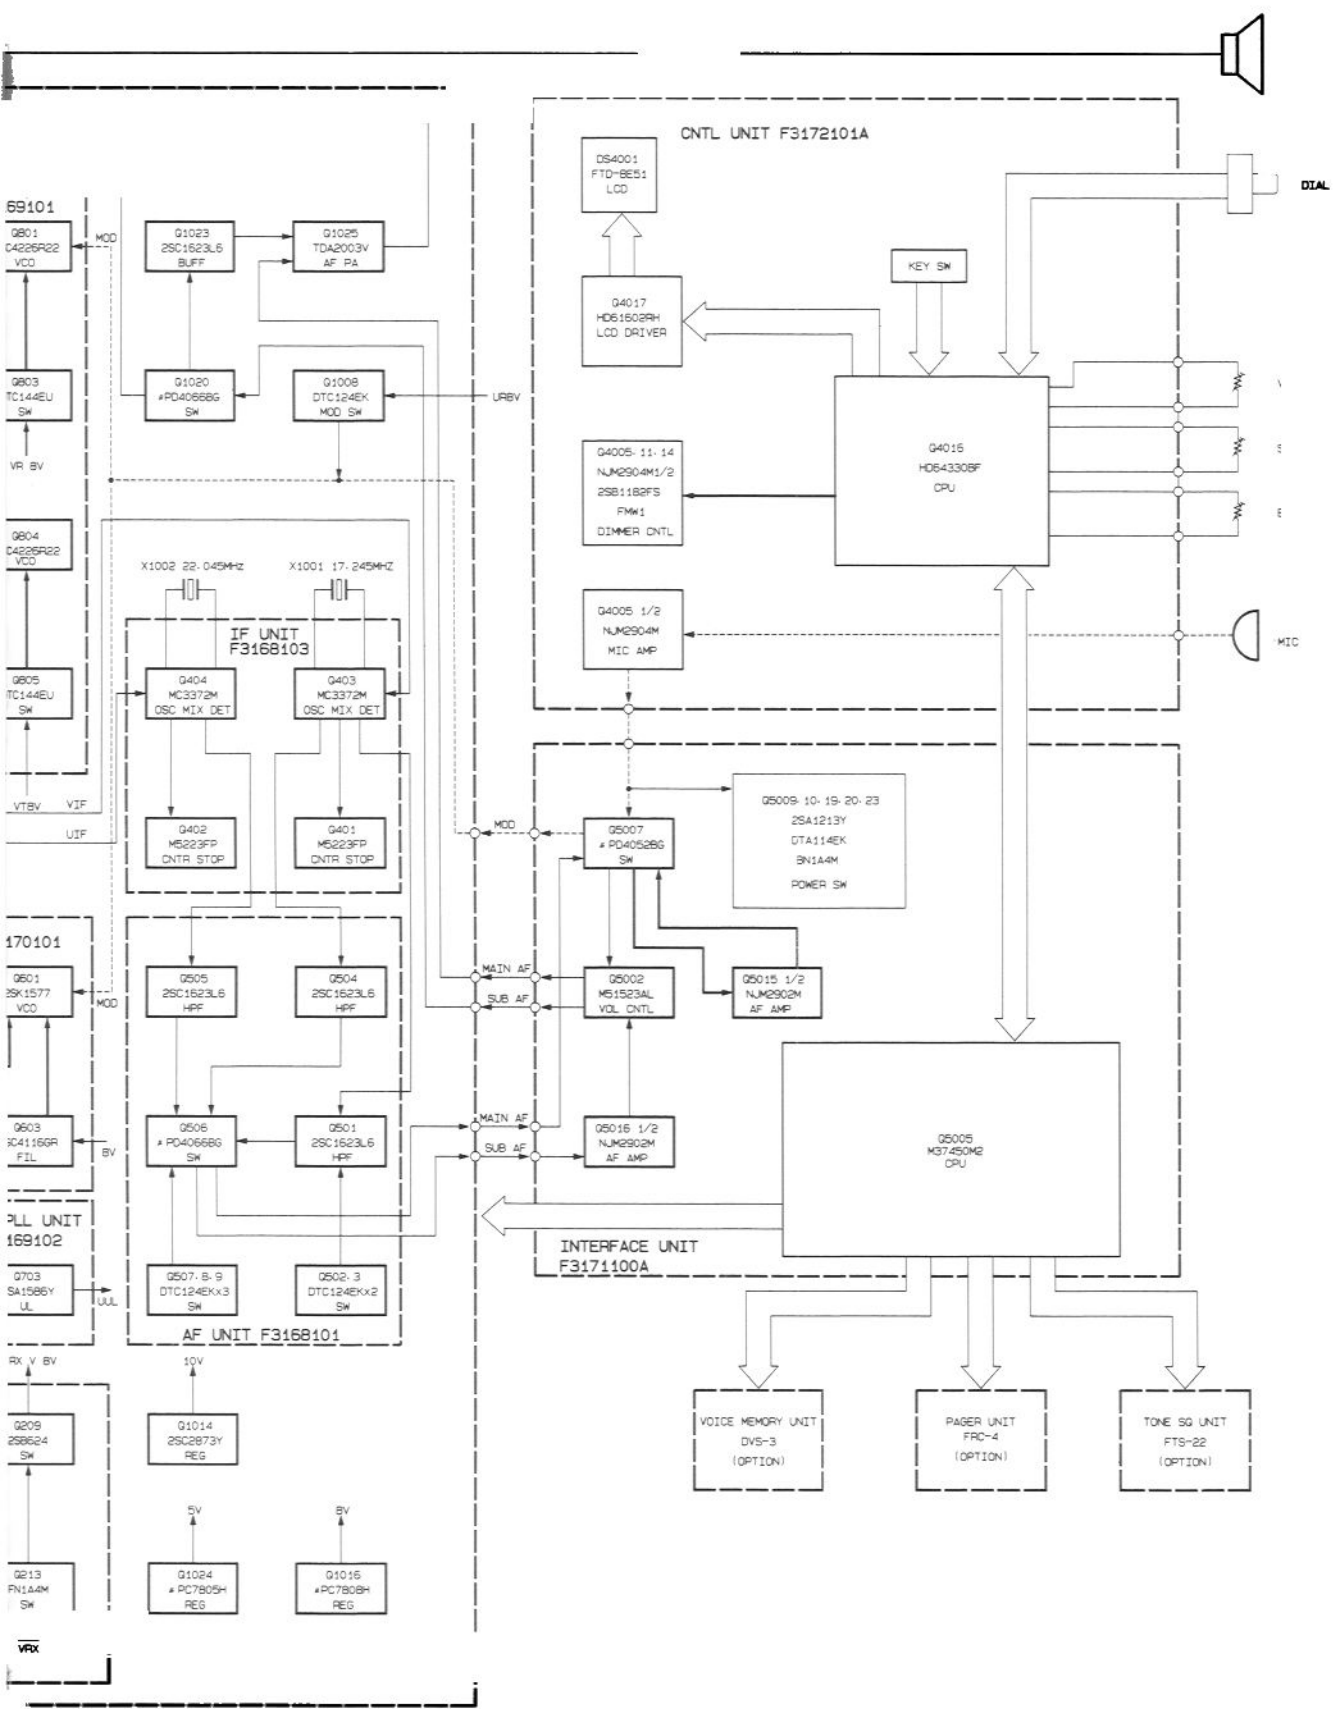 CNTL UNIT F3172101A
DS4001
FTD-BE51
LCD
DIAL
69101
Q801
C4226R22
VCO
MOD
Q1023
2SC1623L6
BUFF
Q1025
TDA2003V
AF PA
KEY SW
Q4017
HD61602RH
LCD DRIVER
Q803
TC144EU
SW
Q1020
*PD4066BG
SW
Q1008
DTC124EK
MOD SW
UR8V
VR 8V
Q4005.11.14
NJM2904M1/2
2SB1182FS
FMW1
DIMMER CNTL
Q4016
HD643308F
CPU
Q804
C4226R22
VCO
X1002 22.045MHz
X1001 17.245MHZ
IF UNIT
F3168103
Q4005 1/2
NJM2904M
MIC AMP
MIC
Q805
TC144EU
SW
Q404
MC3372M
OSC MIX DET
Q403
MC3372M
OSC MIX DET
VT8V
VIF
UIF
Q402
M5223FP
CNTR STOP
Q401
M5223FP
CNTR STOP
MOD
Q5007
*PD4052BG
SW
Q5009.10.19.20.23
2SA1213Y
DTA114EK
BN1A4M
POWER SW
170101
Q601
2SK1577
VCO
MOD
Q505
2SC1623L6
HPF
Q504
2SC1623L6
HPF
MAIN AF
SUB AF
Q5002
M51523AL
VOL CNTL
Q5015 1/2
NJM2902M
AF AMP
Q603
SC4116GR
FIL
8V
Q506
*PD4066BG
SW
Q501
2SC1623L6
HPF
MAIN AF
SUB AF
Q5016 1/2
NJM2902M
AF AMP
Q5005
M37450M2
CPU
PLL UNIT
169102
INTERFACE UNIT
F3171100A
Q703
SA1586Y
UL
UUL
Q507.8.9
DTC124EKx3
SW
Q502.3
DTC124EKx2
SW
AF UNIT F3168101
RX V 8V
10V
Q209
2SB624
SW
Q1014
2SC2873Y
REG
VOICE MEMORY UNIT
DVS-3
(OPTION)
PAGER UNIT
FRC-4
(OPTION)
TONE SQ UNIT
FTS-22
(OPTION)
5V
8V
Q213
FN1A4M
SW
Q1024
*PC7805H
REG
Q1016
*PC7808H
REG
VRX